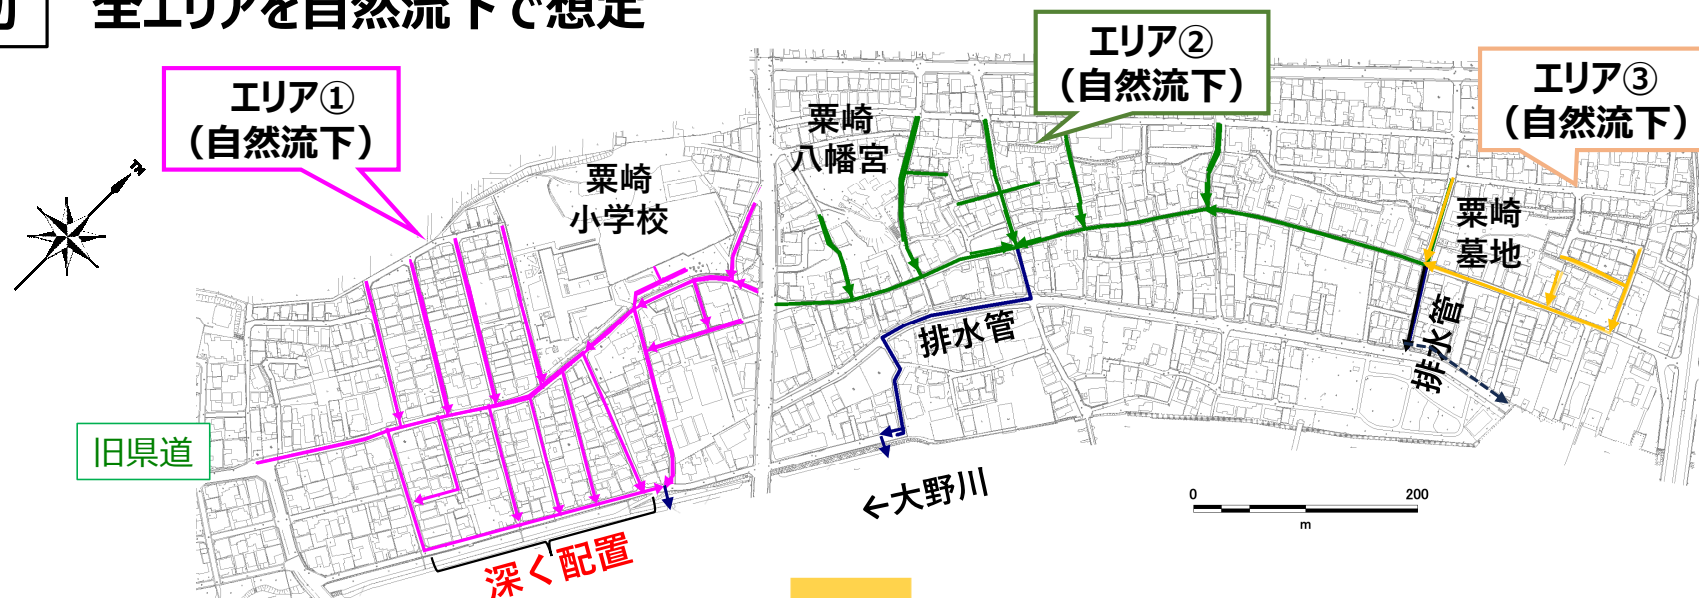 全エリアを自然流下で想定
エリア①
（自然流下）
エリア②
（自然流下）
エリア③
（自然流下）
粟崎
八幡宮
粟崎
小学校
粟崎
墓地
排水管
排水管
旧県道
←大野川
深く配置
0
200
m
n